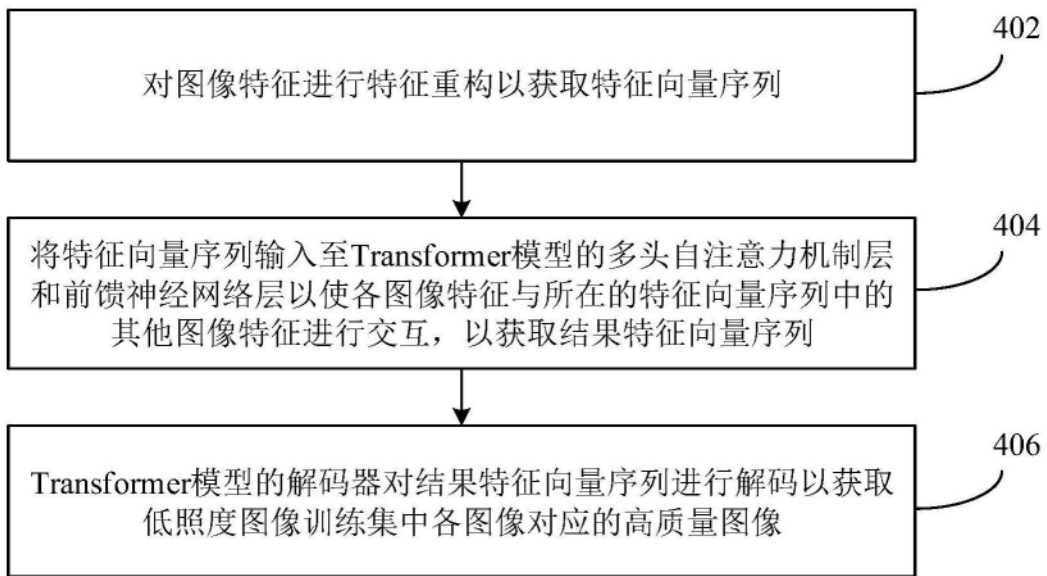 402
对图像特征进行特征重构以获取特征向量序列
404
将特征向量序列输入至Transformer模型的多头自注意力机制层
和前馈神经网络层以使各图像特征与所在的特征向量序列中的
其他图像特征进行交互，以获取结果特征向量序列
406
Transformer模型的解码器对结果特征向量序列进行解码以获取
低照度图像训练集中各图像对应的高质量图像